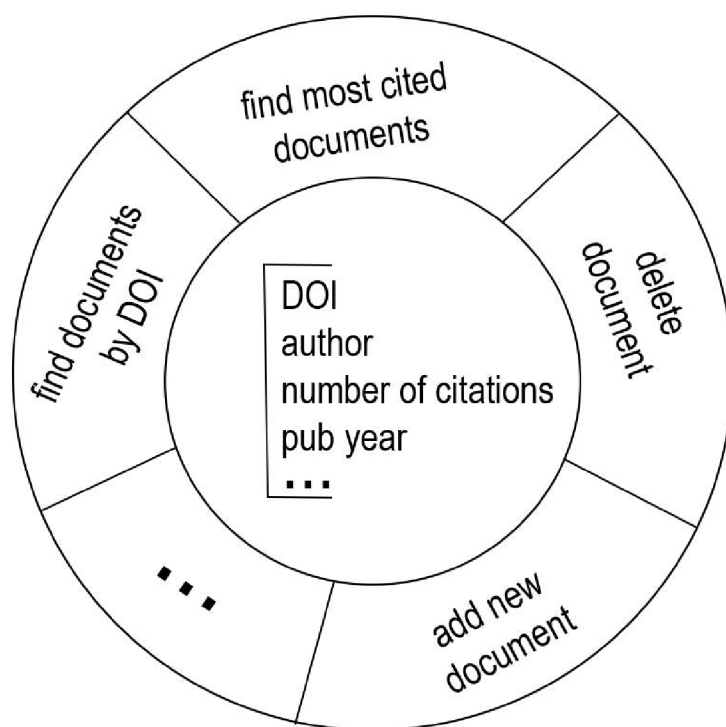 find most cited
documents
delete
document
add new
document
...
find documents
by DOI
DOI
author
number of citations
pub year
...